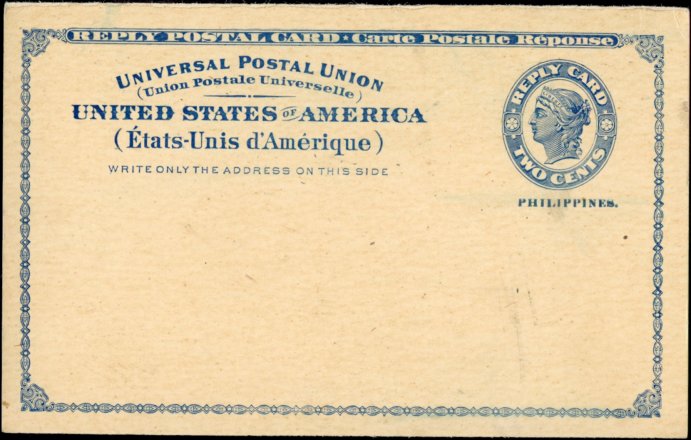 REPLY POSTAL CARD ★ Carte Postale Réponse
UNIVERSAL POSTAL UNION
(Union Postale Universelle)
UNITED STATES OF AMERICA
(États-Unis d'Amérique)
WRITE ONLY THE ADDRESS ON THIS SIDE
REPLY CARD
TWO CENTS
PHILIPPINES.